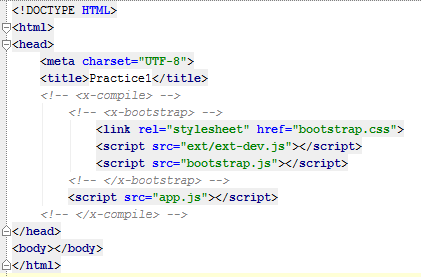 <!DOCTYPE HTML>
<html>
<head>
<meta charset="UTF-8">
<title>Practice1</title>
<!-- <x-compile> -->
<!-- <x-bootstrap> -->
<link rel="stylesheet" href="bootstrap.css">
<script src="ext/ext-dev.js"></script>
<script src="bootstrap.js"></script>
<!-- </x-bootstrap> -->
<script src="app.js"></script>
<!-- </x-compile> -->
</head>
<body></body>
</html>